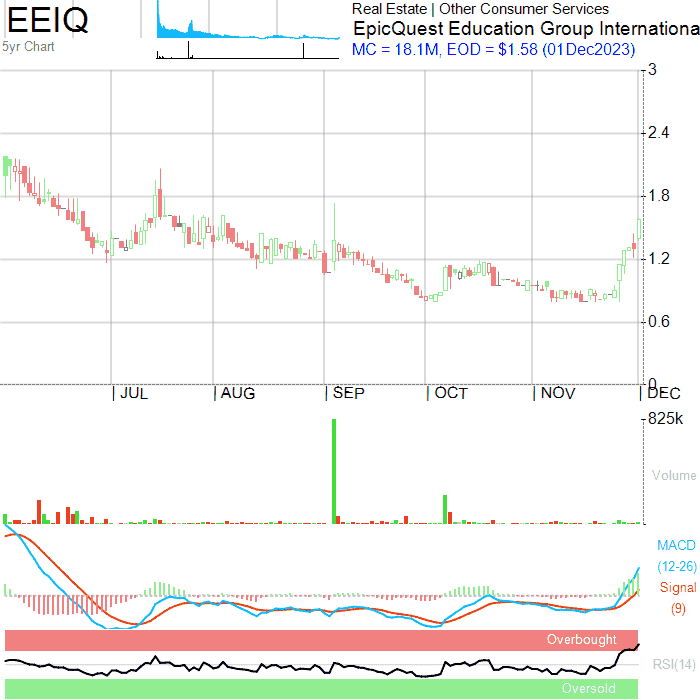 EEIQ
5yr Chart
Real Estate | Other Consumer Services
EpicQuest Education Group Internationa
MC = 18.1M, EOD = $1.58 (01Dec2023)
3
2.4
1.8
1.2
0.6
0
| JUL | AUG | SEP | OCT | NOV | DEC
825k
Volume
MACD
(12-26)
Signal
(9)
Overbought
RSI(14)
Oversold